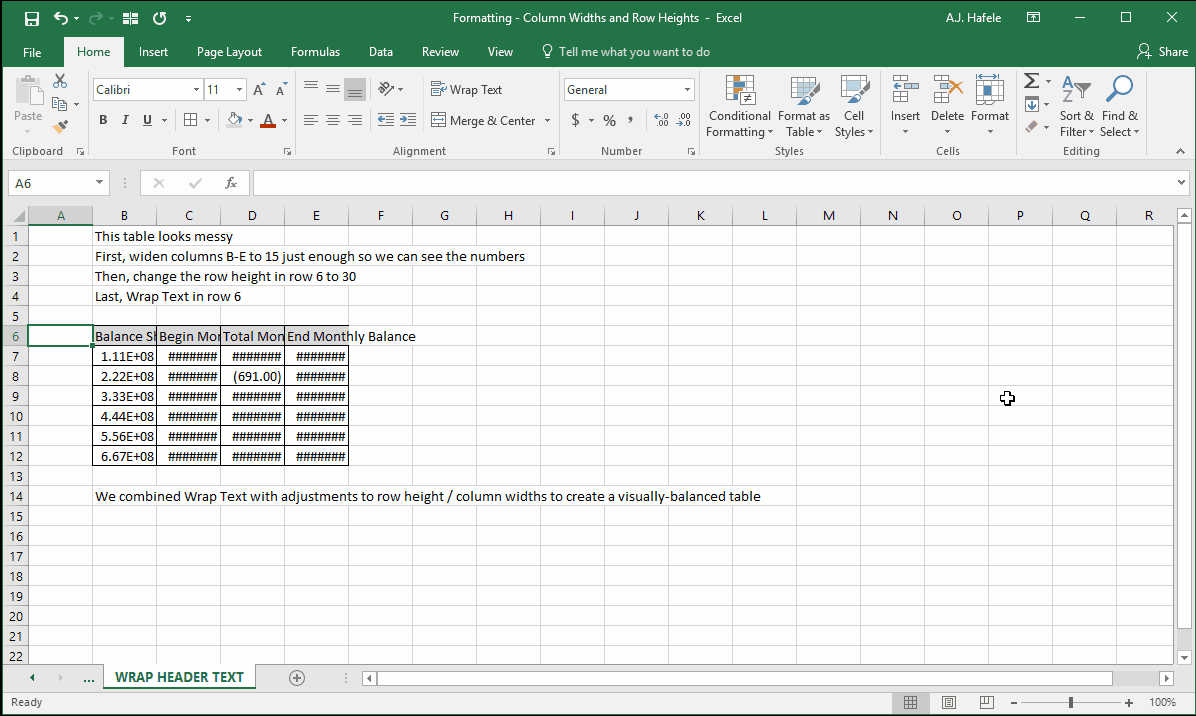 Formatting - Column Widths and Row Heights - Excel
A.J. Hafele
File Home Insert Page Layout Formulas Data Review View Tell me what you want to do Share
Paste
Clipboard
Calibri 11
B I U
Font
Wrap Text
Merge & Center
Alignment
General
$ % ,
Number
Conditional Formatting
Format as Table
Cell Styles
Styles
Insert Delete Format
Cells
Sort & Filter
Find & Select
Editing
A6 fx
A B C D E F G H I J K L M N O P Q R
1 This table looks messy
2 First, widen columns B-E to 15 just enough so we can see the numbers
3 Then, change the row height in row 6 to 30
4 Last, Wrap Text in row 6
5
6 Balance Sh Begin Mon Total Mon End Monthly Balance
7 1.11E+08 ####### ####### #######
8 2.22E+08 ####### (691.00) #######
9 3.33E+08 ####### ####### #######
10 4.44E+08 ####### ####### #######
11 5.56E+08 ####### ####### #######
12 6.67E+08 ####### ####### #######
13
14 We combined Wrap Text with adjustments to row height / column widths to create a visually-balanced table
15
16
17
18
19
20
21
22
... WRAP HEADER TEXT
Ready
100%